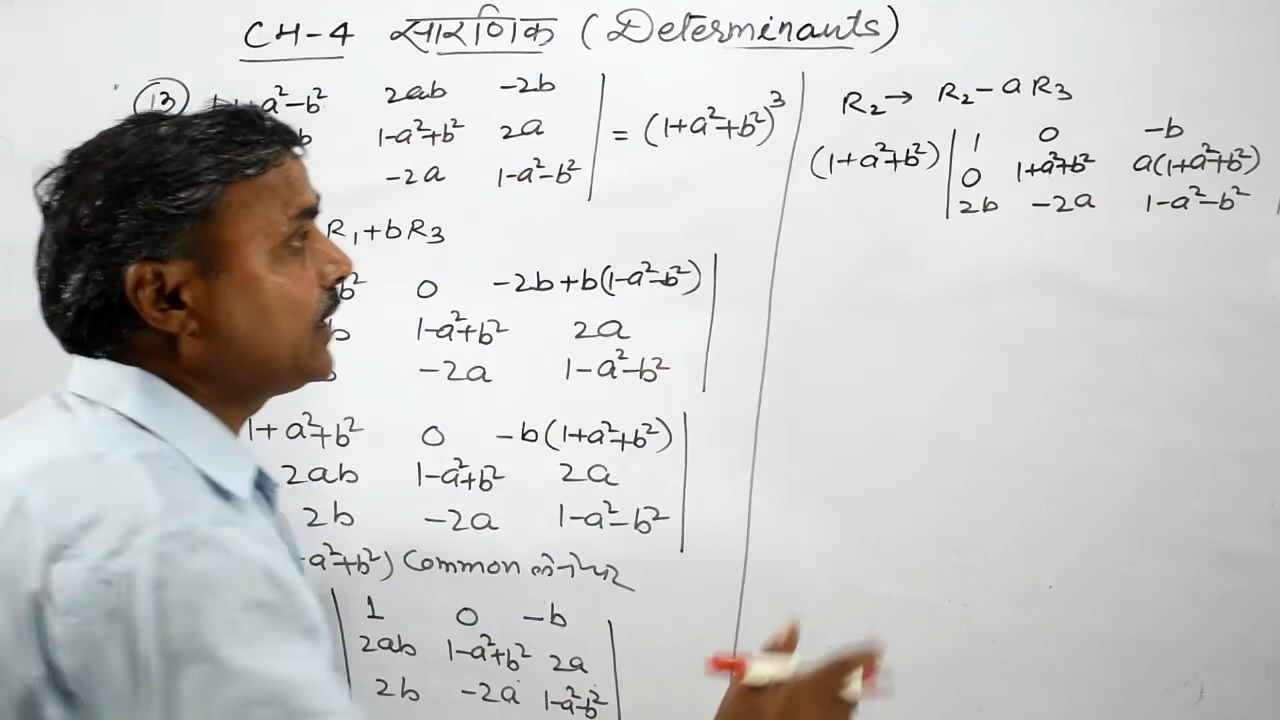 CH-4 सारणिक (Determinants)
(13) a²-b² 2ab -2b
b 1-a²+b² 2a = (1+a²+b²)³
-2a 1-a²-b²
R₁+bR₃
b² 0 -2b+b(1-a²-b²)
b 1-a²+b² 2a
-2a 1-a²-b²
1+a²+b² 0 -b(1+a²+b²)
2ab 1-a²+b² 2a
2b -2a 1-a²-b²
a²+b²) Common लेने पर
1 0 -b
2ab 1-a²+b² 2a
2b -2a 1-a²-b²
R₂→ R₂-aR₃
1 0 -b
(1+a²+b²) 0 1+a²+b² a(1+a²+b²)
2b -2a 1-a²-b²